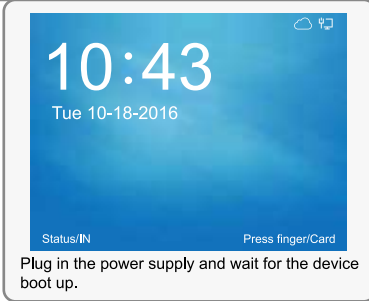 10:43
Tue 10-18-2016
Status/IN
Press finger/Card
Plug in the power supply and wait for the device
boot up.